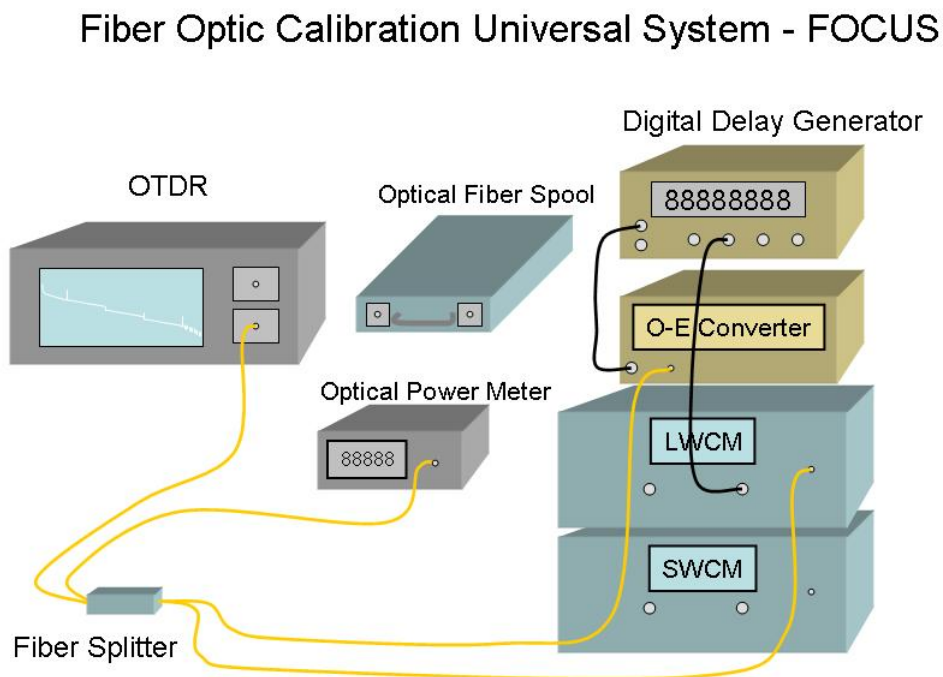 Fiber Optic Calibration Universal System - FOCUS
Digital Delay Generator
OTDR
Optical Fiber Spool
88888888
O-E Converter
Optical Power Meter
LWCM
88888
SWCM
Fiber Splitter